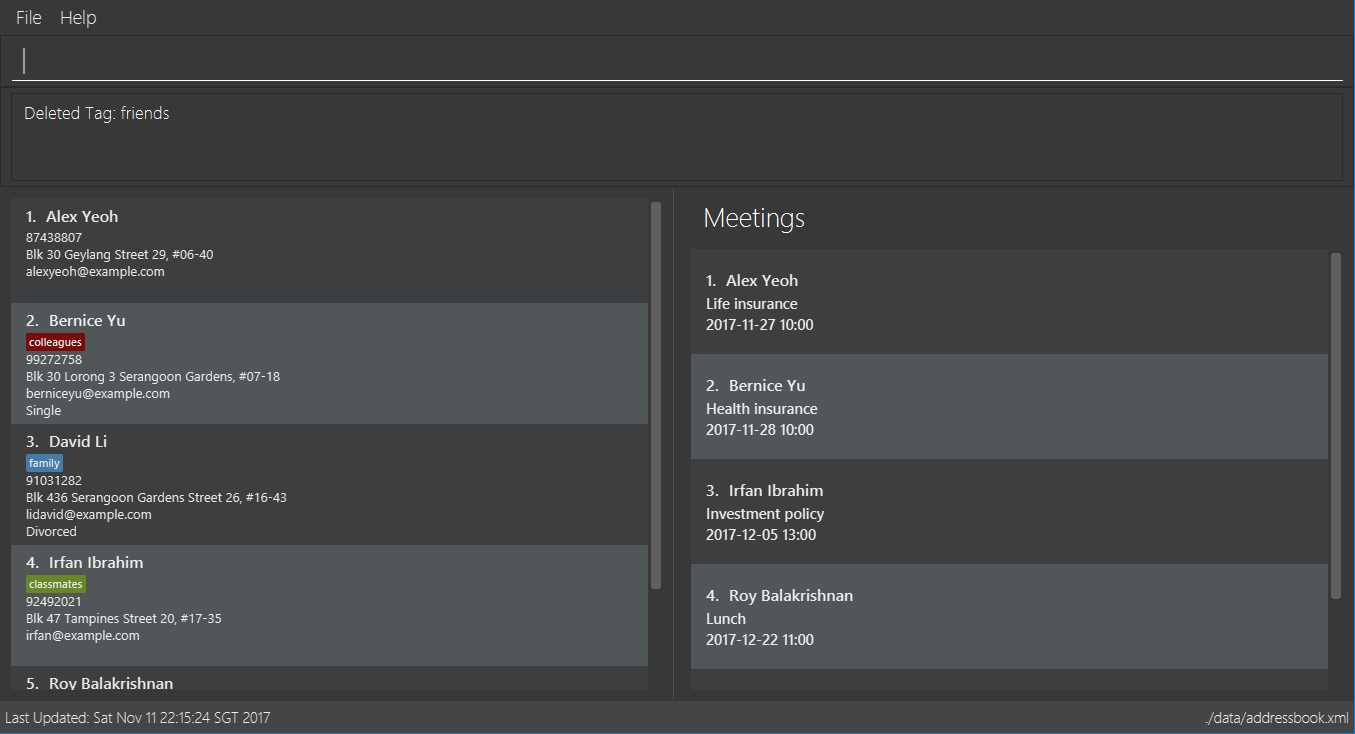 File Help
Deleted Tag: friends
1. Alex Yeoh
87438807
Blk 30 Geylang Street 29, #06-40
alexyeoh@example.com
2. Bernice Yu
colleagues
99272758
Blk 30 Lorong 3 Serangoon Gardens, #07-18
berniceyu@example.com
Single
3. David Li
family
91031282
Blk 436 Serangoon Gardens Street 26, #16-43
lidavid@example.com
Divorced
4. Irfan Ibrahim
classmates
92492021
Blk 47 Tampines Street 20, #17-35
irfan@example.com
5. Roy Balakrishnan
Meetings
1. Alex Yeoh
Life insurance
2017-11-27 10:00
2. Bernice Yu
Health insurance
2017-11-28 10:00
3. Irfan Ibrahim
Investment policy
2017-12-05 13:00
4. Roy Balakrishnan
Lunch
2017-12-22 11:00
Last Updated: Sat Nov 11 22:15:24 SGT 2017
./data/addressbook.xml